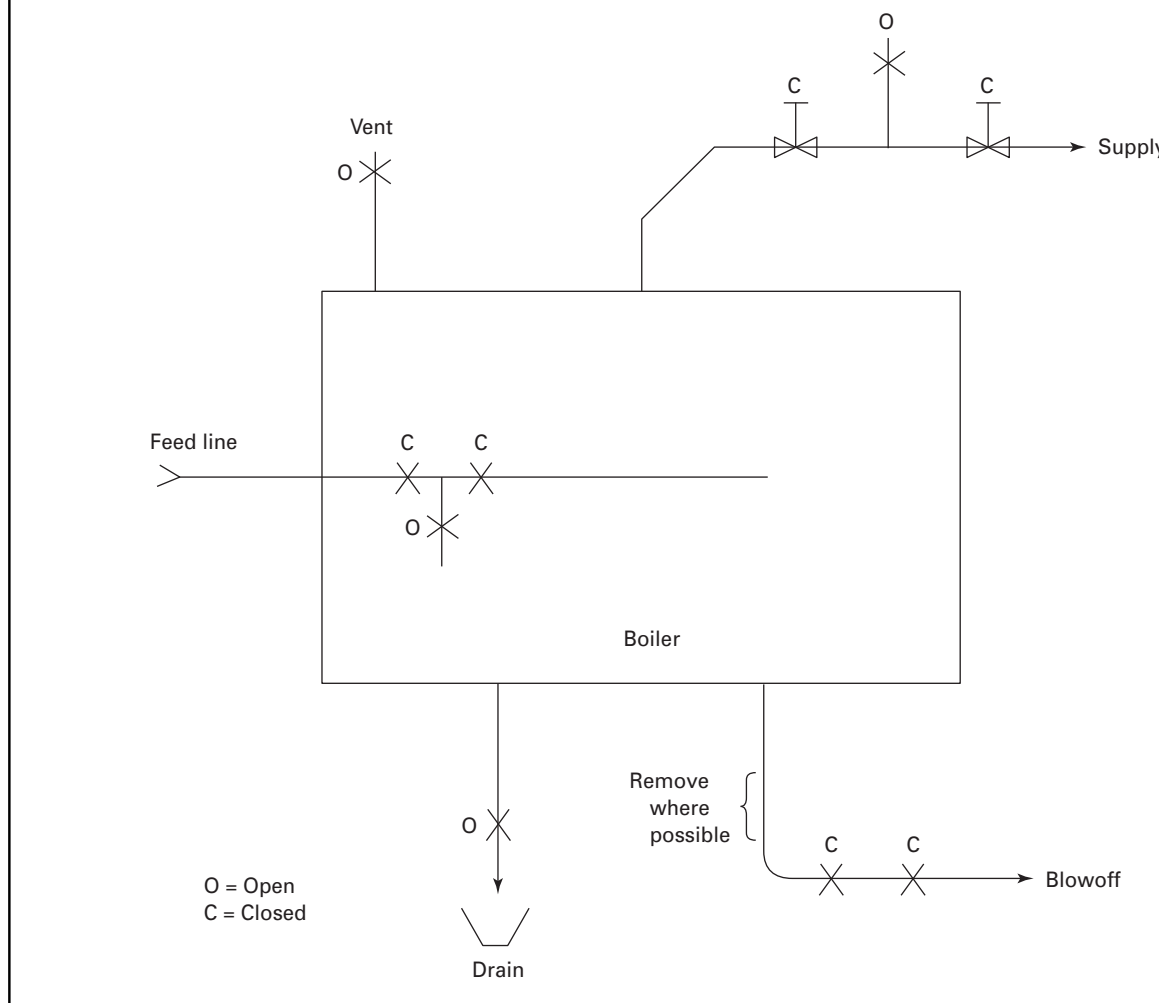 O
C
C
Supply
Vent
O
Feed line
C
C
O
Boiler
Remove
where
possible
O
C
C
Blowoff
O = Open
C = Closed
Drain